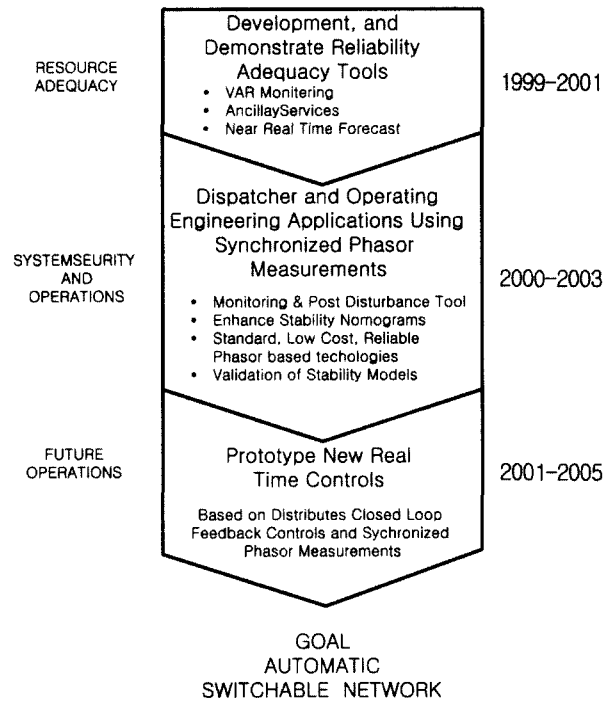 Development, and
Demonstrate Reliability
Adequacy Tools
• VAR Monitering
• AncillayServices
• Near Real Time Forecast
RESOURCE
ADEQUACY
1999-2001
Dispatcher and Operating
Engineering Applications Using
Synchronized Phasor
Measurements
• Monitoring & Post Disturbance Tool
• Enhance Stability Nomograms
• Standard, Low Cost, Reliable
Phasor based techologies
• Validation of Stability Models
SYSTEMSEURITY
AND
OPERATIONS
2000-2003
Prototype New Real
Time Controls
Based on Distributes Closed Loop
Feedback Controls and Sychronized
Phasor Measurements
FUTURE
OPERATIONS
2001-2005
GOAL
AUTOMATIC
SWITCHABLE NETWORK